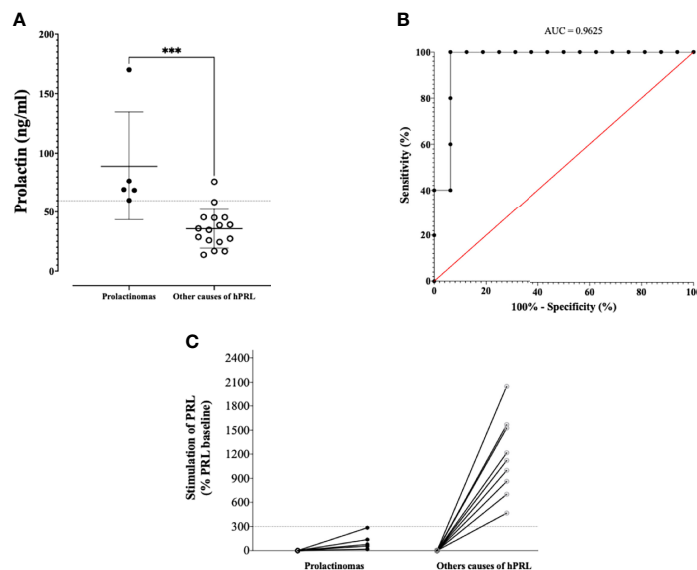 A
Prolactin (ng/ml)
200
150
100
50
0
***
Prolactinomas
Other causes of hPRL
B
AUC = 0.9625
Sensitivity (%)
100
80
60
40
20
0
0
20
40
60
80
100
100% - Specificity (%)
C
Stimulation of PRL
(% PRL baseline)
2400
2100
1800
1500
1200
900
600
300
0
Prolactinomas
Others causes of hPRL